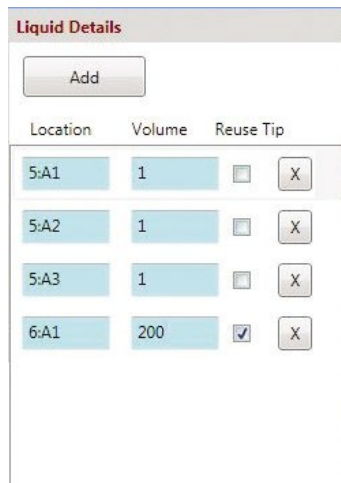 Liquid Details
Add
Location Volume Reuse Tip
5:A1 1 X
5:A2 1 X
5:A3 1 X
6:A1 200 X